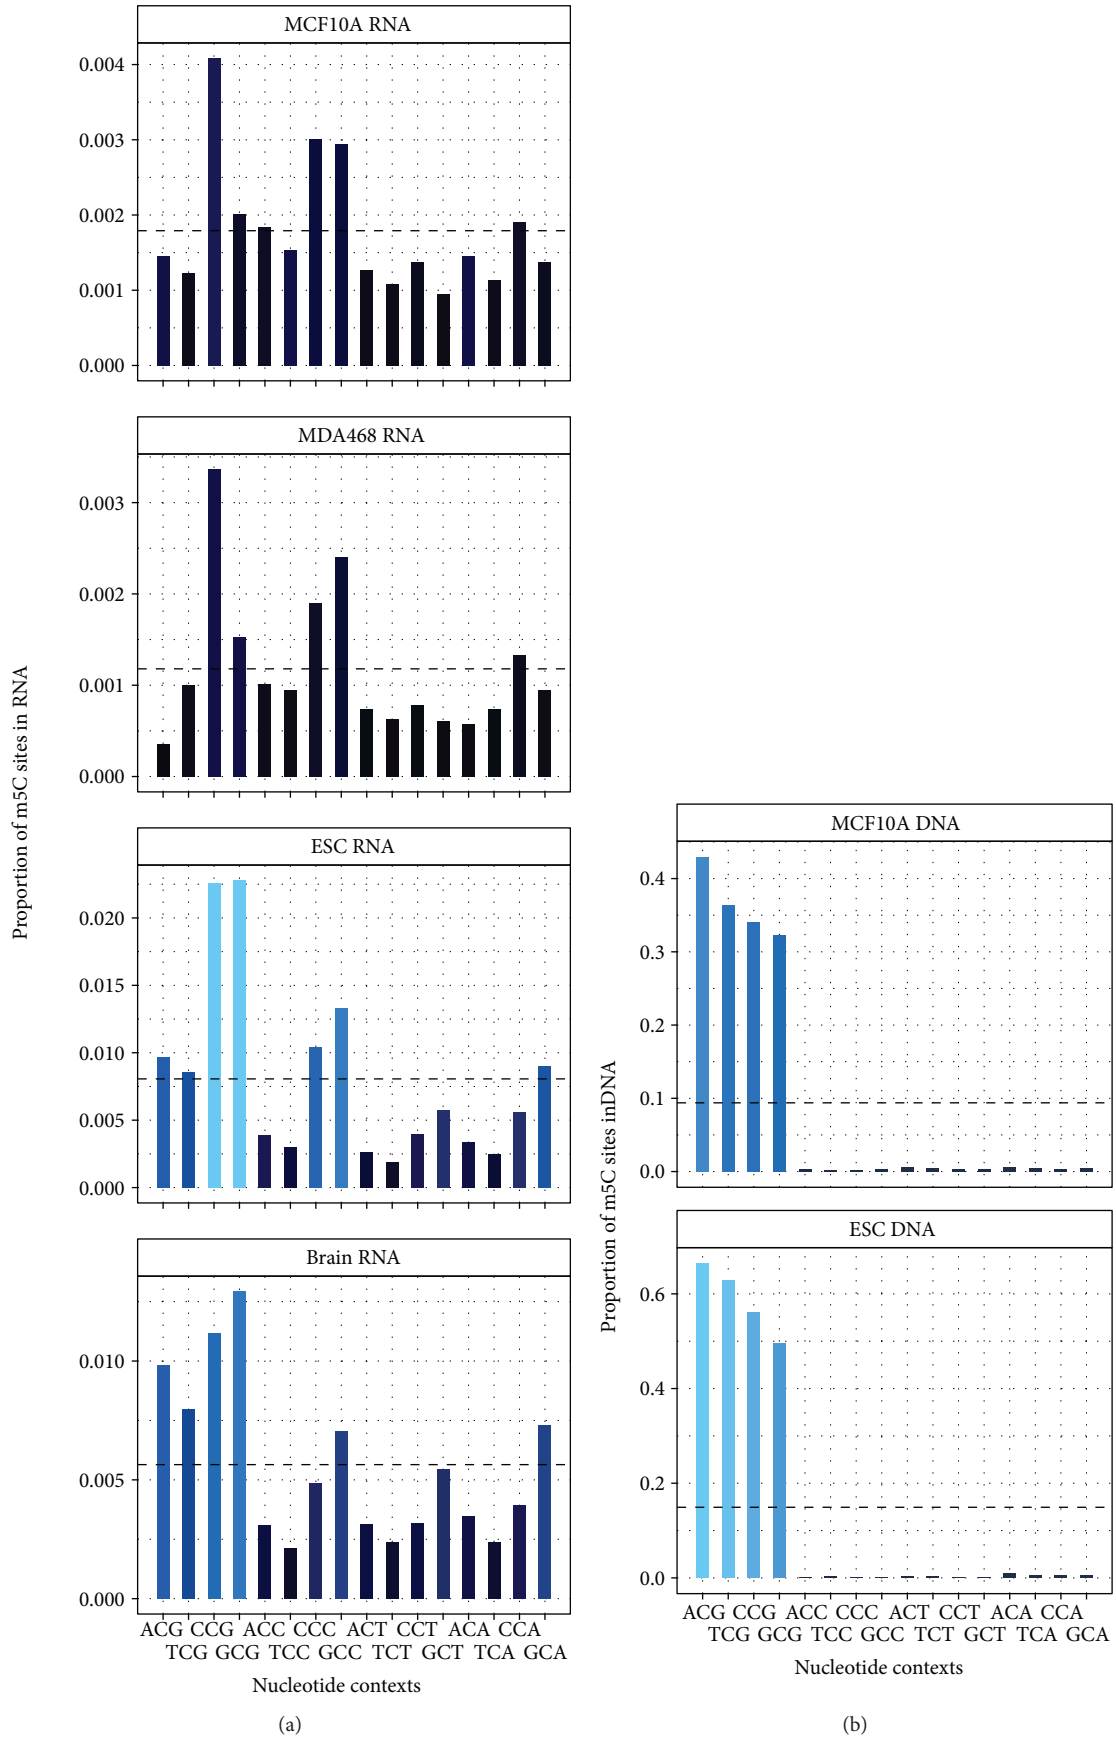 MCF10A RNA
0.004
0.003
0.002
0.001
0.000
MDA468 RNA
0.003
0.002
0.001
0.000
ESC RNA
0.020
0.015
0.010
0.005
0.000
Brain RNA
0.010
0.005
0.000
ACG CCG ACC CCC ACT CCT ACA CCA
TCG GCG TCC GCC TCT GCT TCA GCA
Nucleotide contexts
Proportion of m5C sites in RNA
(a)
MCF10A DNA
0.4
0.3
0.2
0.1
0.0
ESC DNA
0.6
0.4
0.2
0.0
ACG CCG ACC CCC ACT CCT ACA CCA
TCG GCG TCC GCC TCT GCT TCA GCA
Nucleotide contexts
Proportion of m5C sites inDNA
(b)